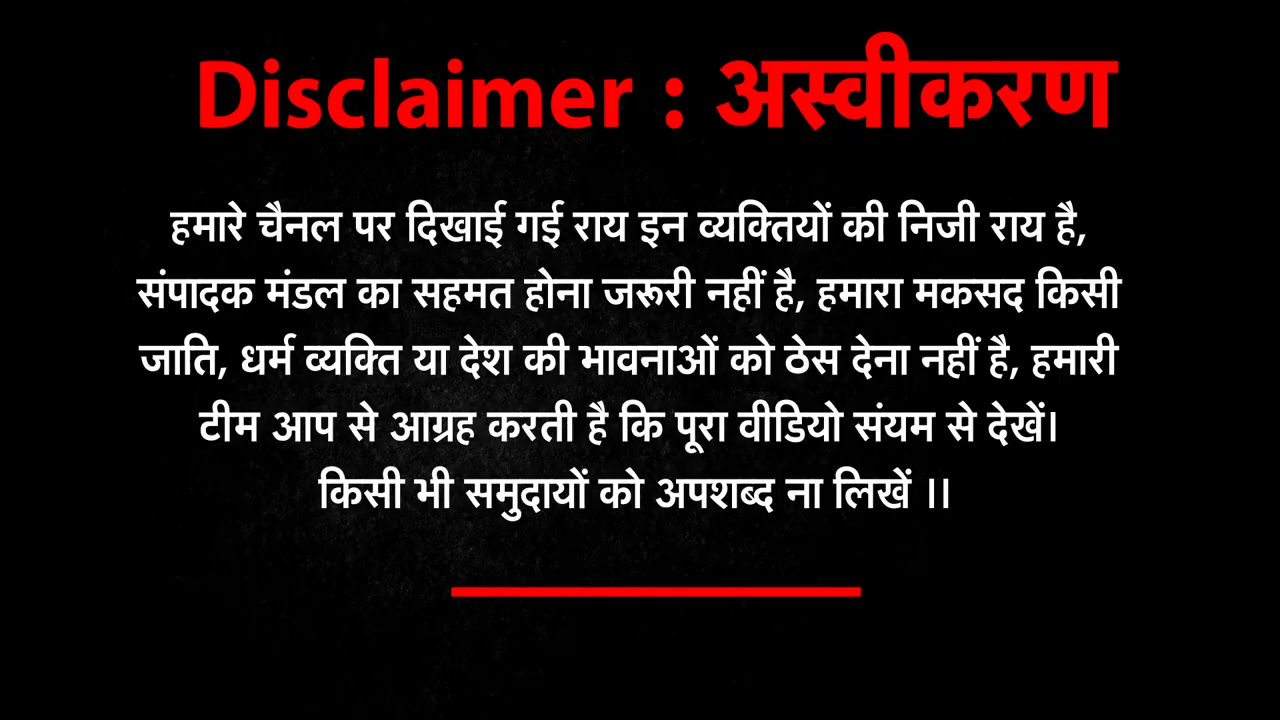 Disclaimer : अस्वीकरण
हमारे चैनल पर दिखाई गई राय इन व्यक्तियों की निजी राय है,
संपादक मंडल का सहमत होना जरूरी नहीं है, हमारा मकसद किसी
जाति, धर्म व्यक्ति या देश की भावनाओं को ठेस देना नहीं है, हमारी
टीम आप से आग्रह करती है कि पूरा वीडियो संयम से देखें।
किसी भी समुदायों को अपशब्द ना लिखें ।।